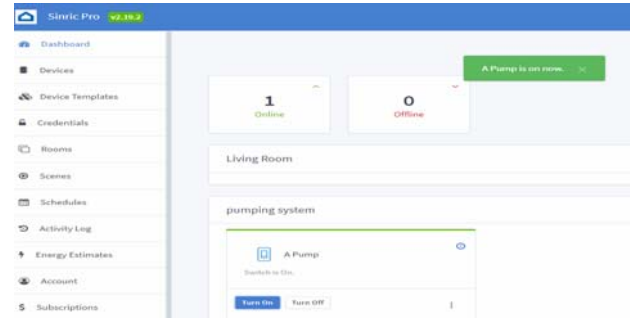 Sinric Pro v2.19.2
Dashboard
Devices
A Pump is on now.
Device Templates
1
0
Online
Offline
Credentials
Rooms
Living Room
Scenes
Schedules
pumping system
Activity Log
Energy Estimates
A Pump
Switch is On.
Account
Subscriptions
Turn On
Turn Off